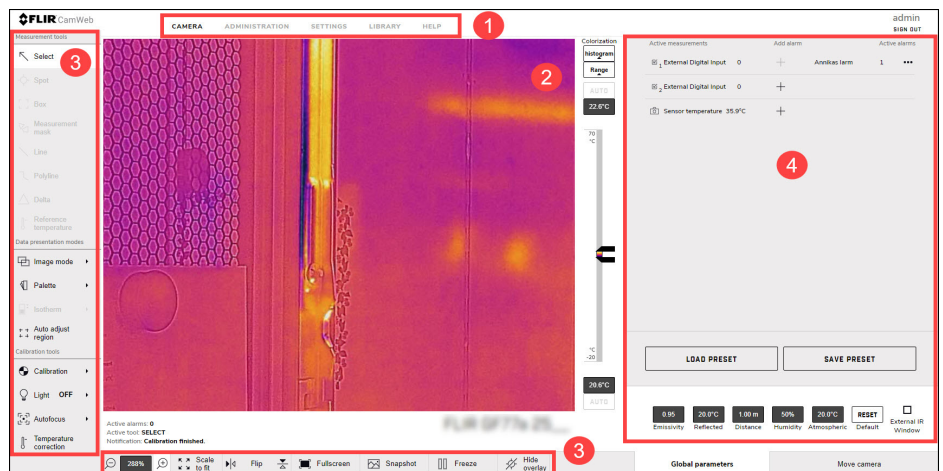 FLIR CamWeb
CAMERA ADMINISTRATION SETTINGS LIBRARY HELP
1
admin
SIGN OUT
Measurement tools
3
Select
Spot
Box
Measurement
mask
Line
Polyline
Delta
Reference
temperature
Data presentation modes
Image mode
Palette
Isotherm
Auto adjust
region
Calibration tools
Calibration
Light OFF
Autofocus
Temperature
correction
2
Colorization
histogram
Range
AUTO
22.6°C
70
°C
°C
-20
20.6°C
AUTO
Active measurements Add alarm Active alarms
1 External Digital Input 0 Annikas larm 1 •••
2 External Digital Input 0
Sensor temperature 35.9°C
4
LOAD PRESET SAVE PRESET
0.95 20.0°C 1.00 m 50% 20.0°C RESET
Emissivity Reflected Distance Humidity Atmospheric Default External IR
Window
Active alarms: 0
Active tool: SELECT
Notification: Calibration finished.
FLIR GF77a 25__
3
288% Scale
to fit Flip Fullscreen Snapshot Freeze Hide
overlay
Global parameters Move camera